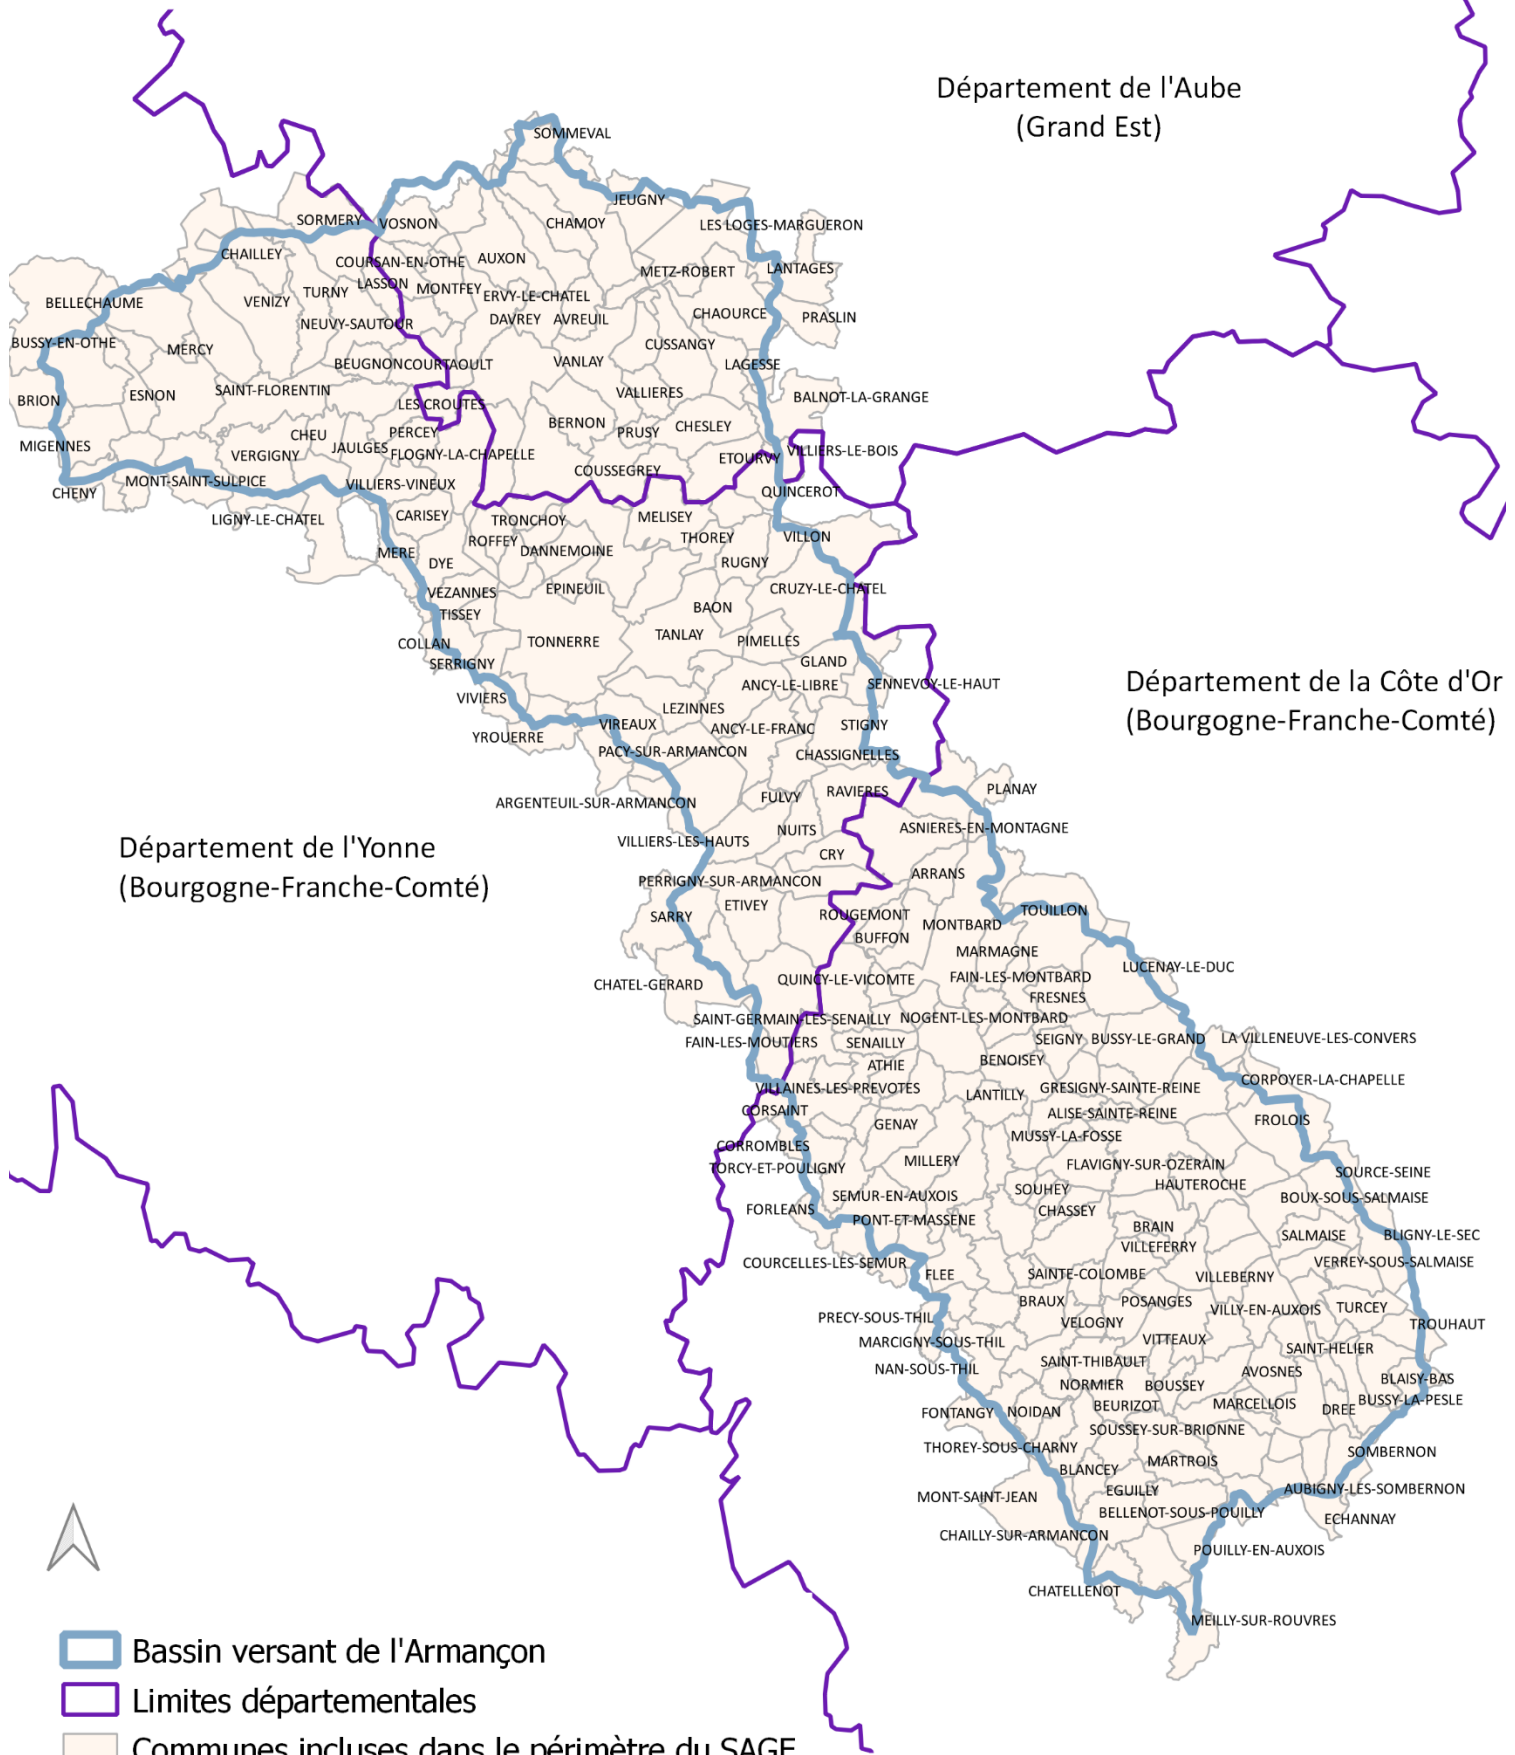 Département de l'Aube
(Grand Est)
SOMMEVAL
JEUGNY
SORMERY
VOSNON
CHAMOY
LES LOGES-MARGUERON
CHAILLEY
COURSAN-EN-OTHE
AUXON
METZ-ROBERT
LANTAGES
LASSON
MONTFEY
TURNY
ERVY-LE-CHATEL
BELLECHAUME
VENIZY
CHAOURCE
PRASLIN
NEUVY-SAUTOUR
DAVREY
AVREUIL
BUSSY-EN-OTHE
MERCY
CUSSANGY
BEUGNON
COURTAOULT
VANLAY
LAGESSE
SAINT-FLORENTIN
VALLIERES
BALNOT-LA-GRANGE
BRION
ESNON
LES CROUTES
BERNON
CHESLEY
CHEU
PERCEY
PRUSY
MIGENNES
JAULGES
VERGIGNY
FLOGNY-LA-CHAPELLE
ETOURVY
VILLIERS-LE-BOIS
COUSSEGREY
CHENY
MONT-SAINT-SULPICE
VILLIERS-VINEUX
QUINCEROT
LIGNY-LE-CHATEL
CARISEY
TRONCHOY
MELISEY
ROFFEY
THOREY
VILLON
MERE
DANNEMOINE
DYE
RUGNY
VEZANNES
EPINEUIL
CRUZY-LE-CHATEL
TISSEY
BAON
COLLAN
TONNERRE
TANLAY
PIMELLES
SERRIGNY
GLAND
ANCY-LE-LIBRE
SENNEVOY-LE-HAUT
Département de la Côte d'Or
(Bourgogne-Franche-Comté)
VIVIERS
LEZINNES
VIREAUX
ANCY-LE-FRANC
STIGNY
YROUERRE
PACY-SUR-ARMANCON
CHASSIGNELLES
ARGENTEUIL-SUR-ARMANCON
FULVY
RAVIERES
PLANAY
NUITS
ASNIERES-EN-MONTAGNE
VILLIERS-LES-HAUTS
CRY
Département de l'Yonne
(Bourgogne-Franche-Comté)
PERRIGNY-SUR-ARMANCON
ARRANS
ETIVEY
SARRY
ROUGEMONT
TOUILLON
MONTBARD
BUFFON
MARMAGNE
LUCENAY-LE-DUC
CHATEL-GERARD
QUINCY-LE-VICOMTE
FAIN-LES-MONTBARD
FRESNES
SAINT-GERMAIN-LES-SENAILLY
NOGENT-LES-MONTBARD
FAIN-LES-MOUTIERS
SENAILLY
SEIGNY
BUSSY-LE-GRAND
LA VILLENEUVE-LES-CONVERS
ATHIE
BENOISEY
VILLAINES-LES-PREVOTES
LANTILLY
GRESIGNY-SAINTE-REINE
CORPOYER-LA-CHAPELLE
CORSAINT
ALISE-SAINTE-REINE
FROLOIS
GENAY
MUSSY-LA-FOSSE
CORROMBLES
TORCY-ET-POULIGNY
MILLERY
FLAVIGNY-SUR-OZERAIN
SOURCE-SEINE
HAUTEROCHE
SOUHEY
SEMUR-EN-AUXOIS
BOUX-SOUS-SALMAISE
FORLEANS
CHASSEY
PONT-ET-MASSENE
BRAIN
SALMAISE
BLIGNY-LE-SEC
VILLEFERRY
COURCELLES-LES-SEMUR
VERREY-SOUS-SALMAISE
FLEE
SAINTE-COLOMBE
VILLEBERNY
BRAUX
POSANGES
VILLY-EN-AUXOIS
TURCEY
PRECY-SOUS-THIL
VELOGNY
TROUHAUT
MARCIGNY-SOUS-THIL
VITTEAUX
SAINT-HELIER
NAN-SOUS-THIL
SAINT-THIBAULT
AVOSNES
BLAISY-BAS
NORMIER
BOUSSEY
BUSSY-LA-PESLE
FONTANGY
NOIDAN
BEURIZOT
MARCELLOIS
DREE
SOUSSEY-SUR-BRIONNE
THOREY-SOUS-CHARNY
SOMBERNON
MARTROIS
BLANCEY
MONT-SAINT-JEAN
EGUILLY
AUBIGNY-LES-SOMBERNON
BELLENOT-SOUS-POUILLY
ECHANNAY
CHAILLY-SUR-ARMANCON
POUILLY-EN-AUXOIS
CHATELLENOT
MEILLY-SUR-ROUVRES
Bassin versant de l'Armançon
Limites départementales
Communes incluses dans le périmètre du SAGE